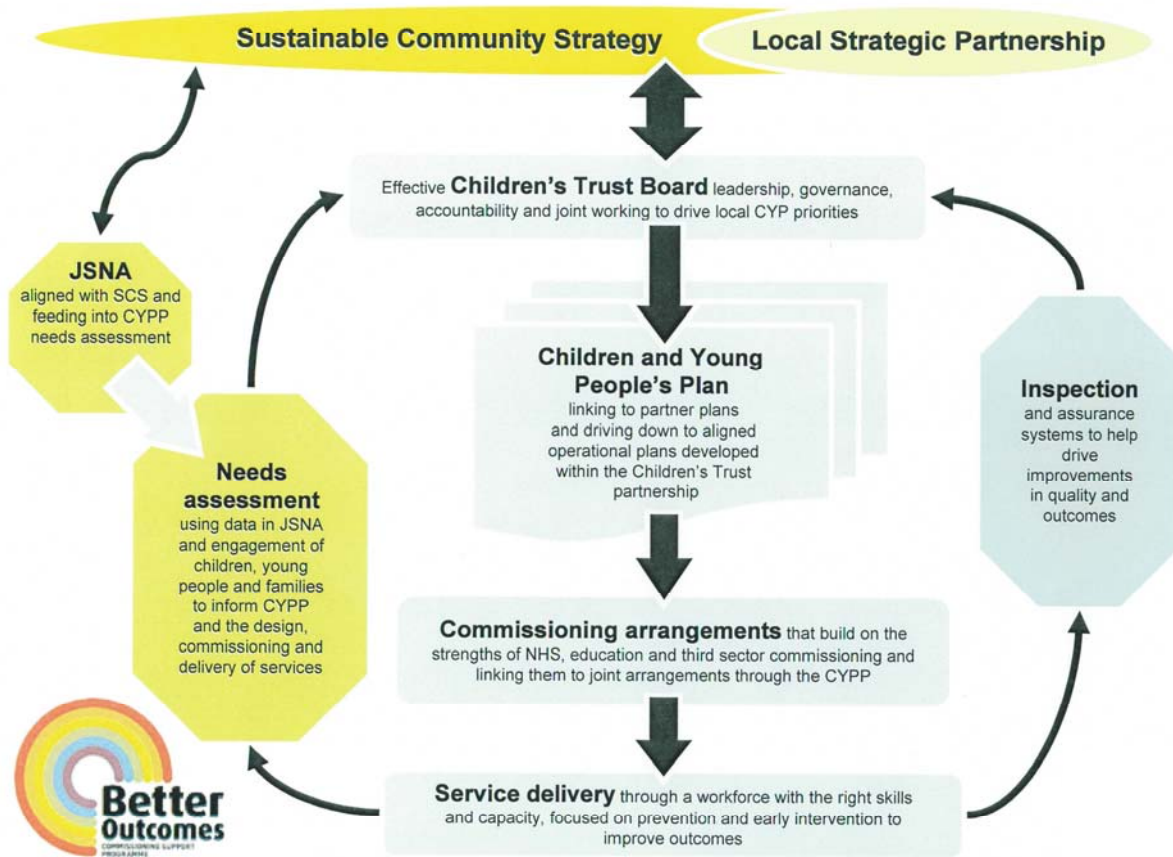 Sustainable Community Strategy
Local Strategic Partnership
Effective Children's Trust Board leadership, governance,
accountability and joint working to drive local CYP priorities
JSNA
aligned with SCS and
feeding into CYPP
needs assessment
Children and Young
People's Plan
linking to partner plans
and driving down to aligned
operational plans developed
within the Children's Trust
partnership
Inspection
and assurance
systems to help
drive
improvements
in quality and
outcomes
Needs
assessment
using data in JSNA
and engagement of
children, young
people and families
to inform CYPP
and the design,
commissioning and
delivery of services
Commissioning arrangements that build on the
strengths of NHS, education and third sector commissioning and
linking them to joint arrangements through the CYPP
Service delivery through a workforce with the right skills
and capacity, focused on prevention and early intervention to
improve outcomes
Better
Outcomes
COMMISSIONING SUPPORT
PROGRAMME